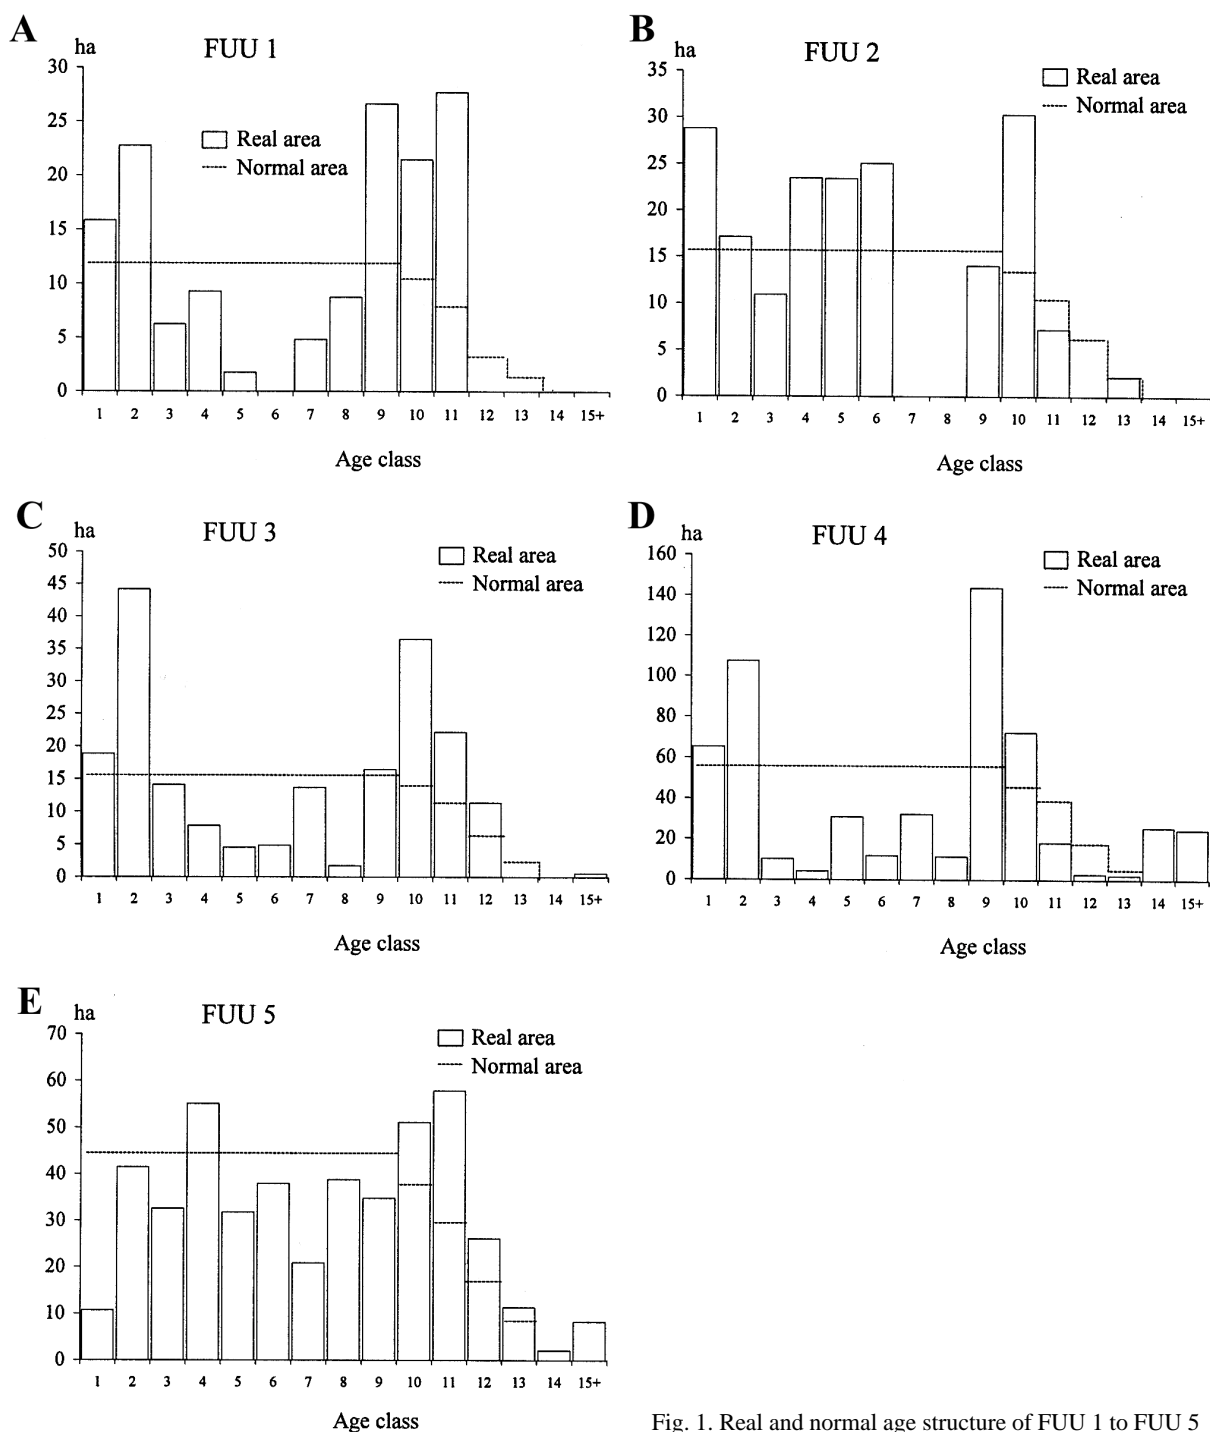 A
ha
FUU 1
30
25
20
15
10
5
0
Real area
Normal area
1 2 3 4 5 6 7 8 9 10 11 12 13 14 15+
Age class
B
ha
FUU 2
35
30
25
20
15
10
5
0
Real area
Normal area
1 2 3 4 5 6 7 8 9 10 11 12 13 14 15+
Age class
C
ha
FUU 3
50
45
40
35
30
25
20
15
10
5
0
Real area
Normal area
1 2 3 4 5 6 7 8 9 10 11 12 13 14 15+
Age class
D
ha
FUU 4
160
140
120
100
80
60
40
20
0
Real area
Normal area
1 2 3 4 5 6 7 8 9 10 11 12 13 14 15+
Age class
E
ha
FUU 5
70
60
50
40
30
20
10
0
Real area
Normal area
1 2 3 4 5 6 7 8 9 10 11 12 13 14 15+
Age class
Fig. 1. Real and normal age structure of FUU 1 to FUU 5